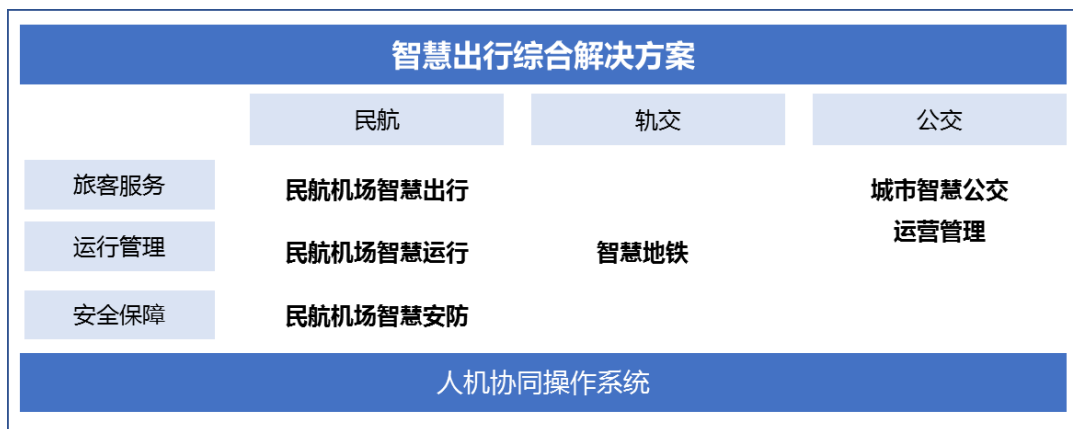 智慧出行综合解决方案
民航 轨交 公交
旅客服务 民航机场智慧出行 城市智慧公交
运营管理
运行管理 民航机场智慧运行 智慧地铁
安全保障 民航机场智慧安防
人机协同操作系统